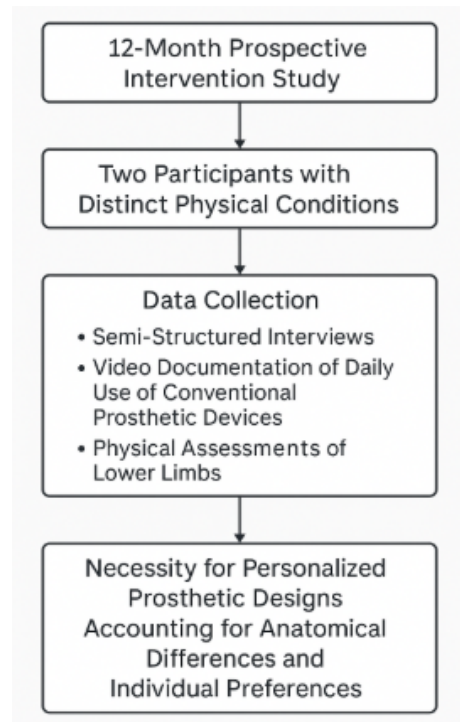 12-Month Prospective
Intervention Study
Two Participants with
Distinct Physical Conditions
Data Collection
• Semi-Structured Interviews
• Video Documentation of Daily
Use of Conventional
Prosthetic Devices
• Physical Assessments of
Lower Limbs
Necessity for Personalized
Prosthetic Designs
Accounting for Anatomical
Differences and
Individual Preferences